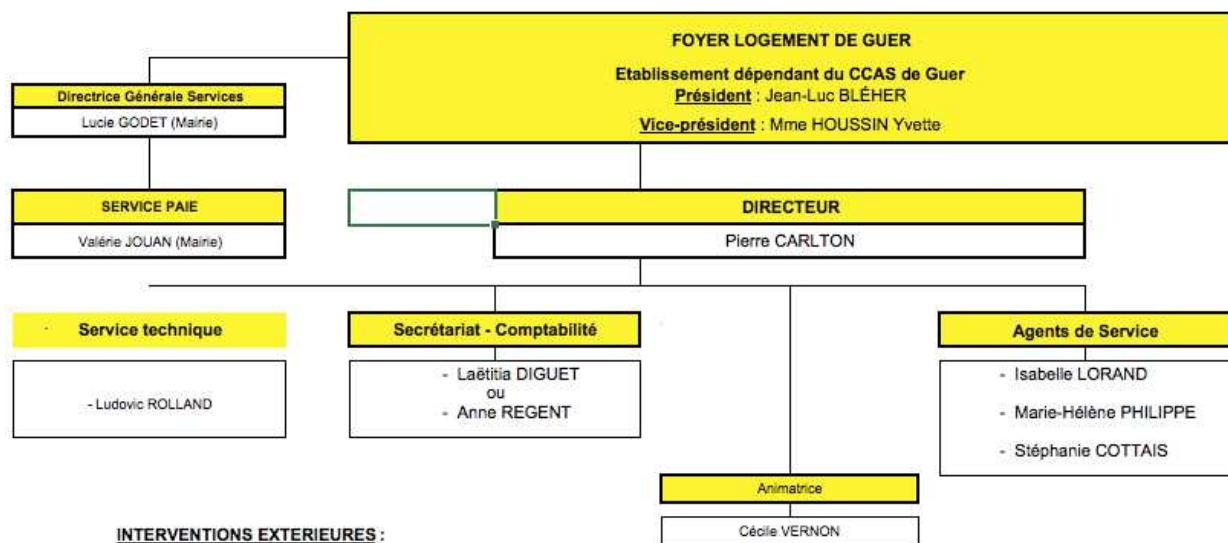 FOYER LOGEMENT DE GUER
Etablissement dépendant du CCAS de Guer
Président : Jean-Luc BLÉHER
Vice-président : Mme HOUSSIN Yvette
Directrice Générale Services
Lucie GODET (Mairie)
SERVICE PAIE
Valérie JOUAN (Mairie)
DIRECTEUR
Pierre CARLTON
Service technique
- Ludovic ROLLAND
Secrétariat - Comptabilité
- Laëtitia DIGUET
ou
- Anne REGENT
Agents de Service
- Isabelle LORAND
- Marie-Hélène PHILIPPE
- Stéphanie COTTAIS
Animatrice
Cécile VERNON
INTERVENTIONS EXTERIEURES :